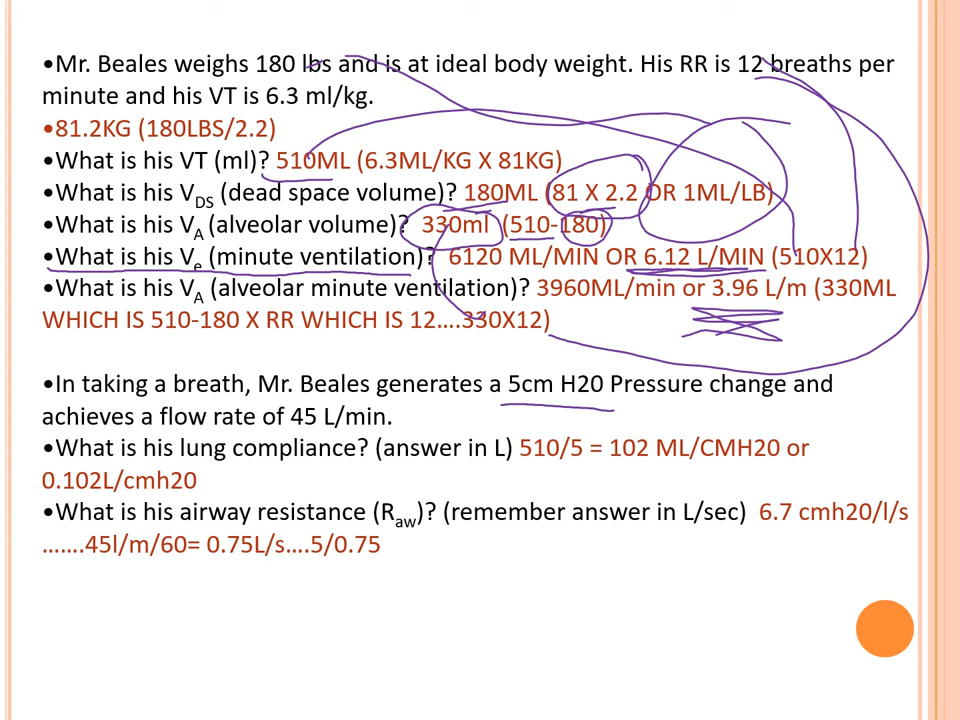 •Mr. Beales weighs 180 lbs and is at ideal body weight. His RR is 12 breaths per
minute and his VT is 6.3 ml/kg.
•81.2KG (180LBS/2.2)
•What is his VT (ml)? 510ML (6.3ML/KG X 81KG)
•What is his VDS (dead space volume)? 180ML (81 X 2.2 OR 1ML/LB)
•What is his VA (alveolar volume)? 330ml (510-180)
•What is his Ve (minute ventilation)? 6120 ML/MIN OR 6.12 L/MIN (510X12)
•What is his VA (alveolar minute ventilation)? 3960ML/min or 3.96 L/m (330ML
WHICH IS 510-180 X RR WHICH IS 12....330X12)
•In taking a breath, Mr. Beales generates a 5cm H20 Pressure change and
achieves a flow rate of 45 L/min.
•What is his lung compliance? (answer in L) 510/5 = 102 ML/CMH20 or
0.102L/cmh20
•What is his airway resistance (Raw)? (remember answer in L/sec) 6.7 cmh20/l/s
.......45l/m/60= 0.75L/s....5/0.75